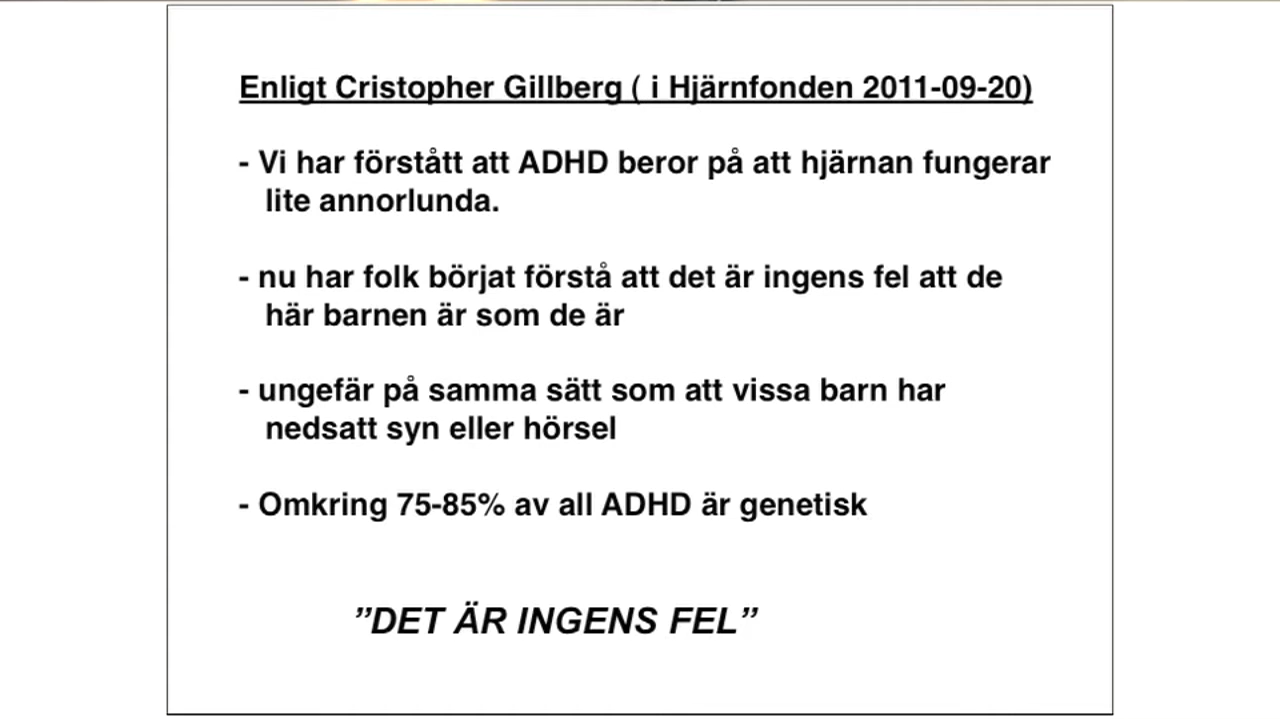 Enligt Cristopher Gillberg ( i Hjärnfonden 2011-09-20)
- Vi har förstått att ADHD beror på att hjärnan fungerar
lite annorlunda.
- nu har folk börjat förstå att det är ingens fel att de
här barnen är som de är
- ungefär på samma sätt som att vissa barn har
nedsatt syn eller hörsel
- Omkring 75-85% av all ADHD är genetisk
”DET ÄR INGENS FEL”